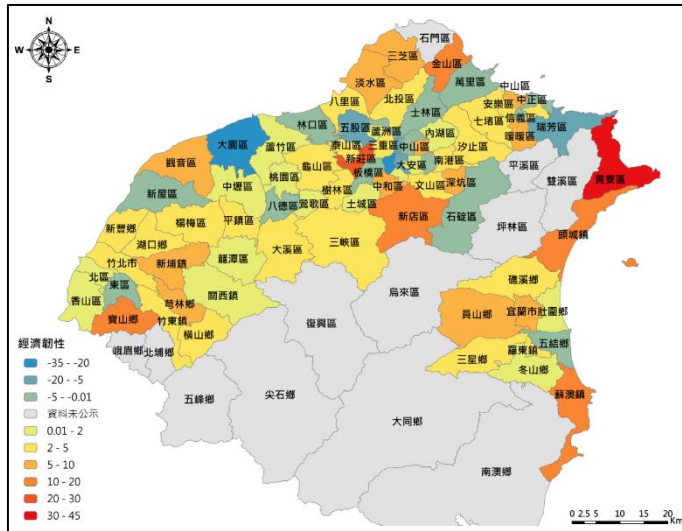 N
W
E
S
石門區
三芝區
金山區
淡水區
萬里區
中山區
北投區
八里區
士林區
安樂區
中正區
七堵區
信義區
林口區
五股區
蘆洲區
暖暖區
瑞芳區
大園區
蘆竹區
泰山區
三重區
中山區
內湖區
汐止區
新莊區
板橋區
大安區
南港區
平溪區
貢寮區
觀音區
桃園區
龜山區
樹林區
中和區
文山區
深坑區
雙溪區
中壢區
新屋區
八德區
鶯歌區
土城區
新店區
石碇區
坪林區
頭城鎮
新豐鄉
楊梅區
平鎮區
大溪區
三峽區
湖口鄉
竹北市
新埔鎮
龍潭區
烏來區
礁溪鄉
北區
東區
香山區
關西鎮
芎林鄉
員山鄉
宜蘭市
壯圍鄉
寶山鄉
竹東鎮
復興區
五結鄉
橫山鄉
羅東鎮
三星鄉
冬山鄉
峨眉鄉
北埔鄉
蘇澳鎮
五峰鄉
尖石鄉
大同鄉
南澳鄉
經濟韌性
-35 - -20
-20 - -5
-5 - -0.01
資料未公示
0.01 - 2
2 - 5
5 - 10
10 - 20
20 - 30
30 - 45
0 2.5 5 10 15 20
Km